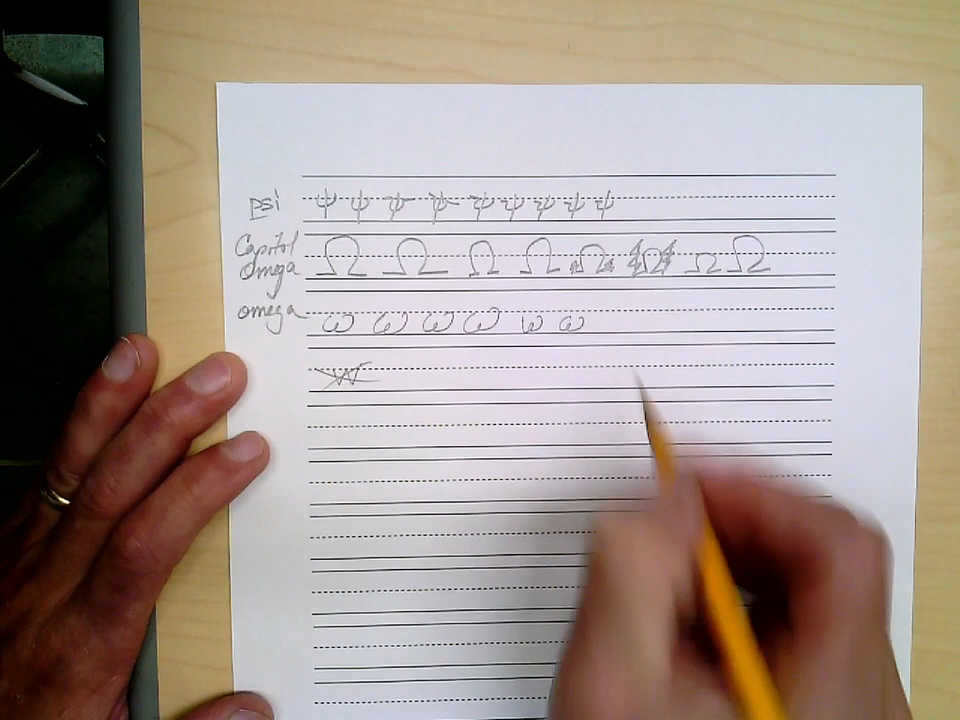 psi ψ ψ ψ ψ ψ ψ ψ ψ ψ
Capitol
Omega Ω Ω Ω Ω Ω Ω Ω Ω
omega ω ω ω ω ω ω
W